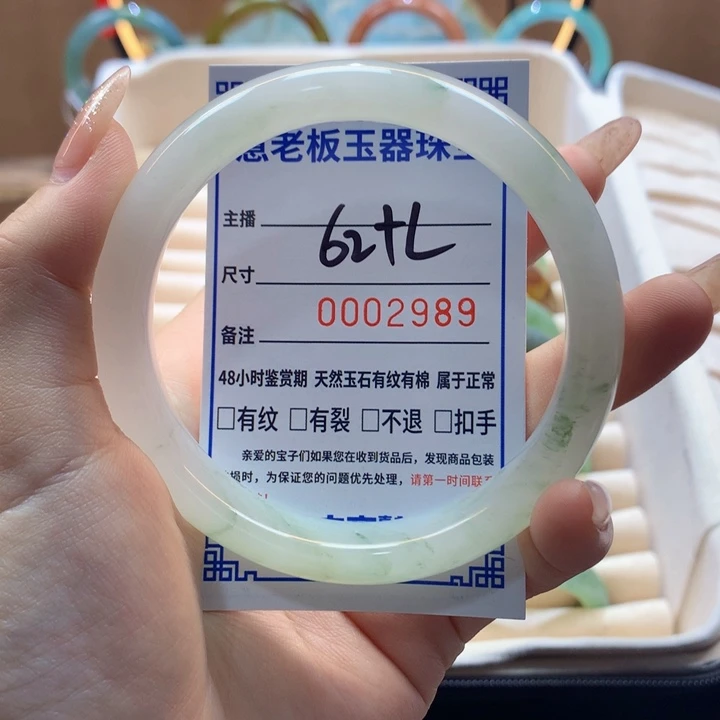 老板玉器珠
主播
62+L
尺寸
0002989
备注
48小时鉴赏期 天然玉石有纹有棉 属于正常
□有纹 □有裂 □不退 □扣手
亲爱的宝子们如果您在收到货品后,发现商品包装
损时,为保证您的问题优先处理,请第一时间联